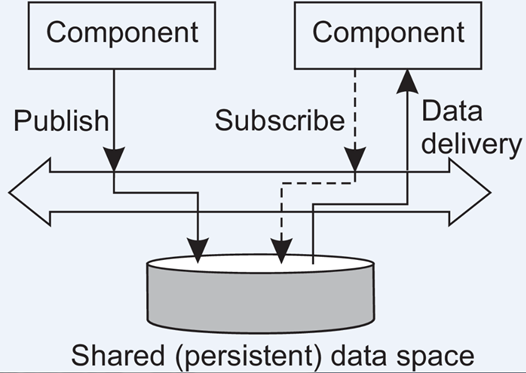 Component
Component
Publish
Subscribe
Data
delivery
Shared (persistent) data space